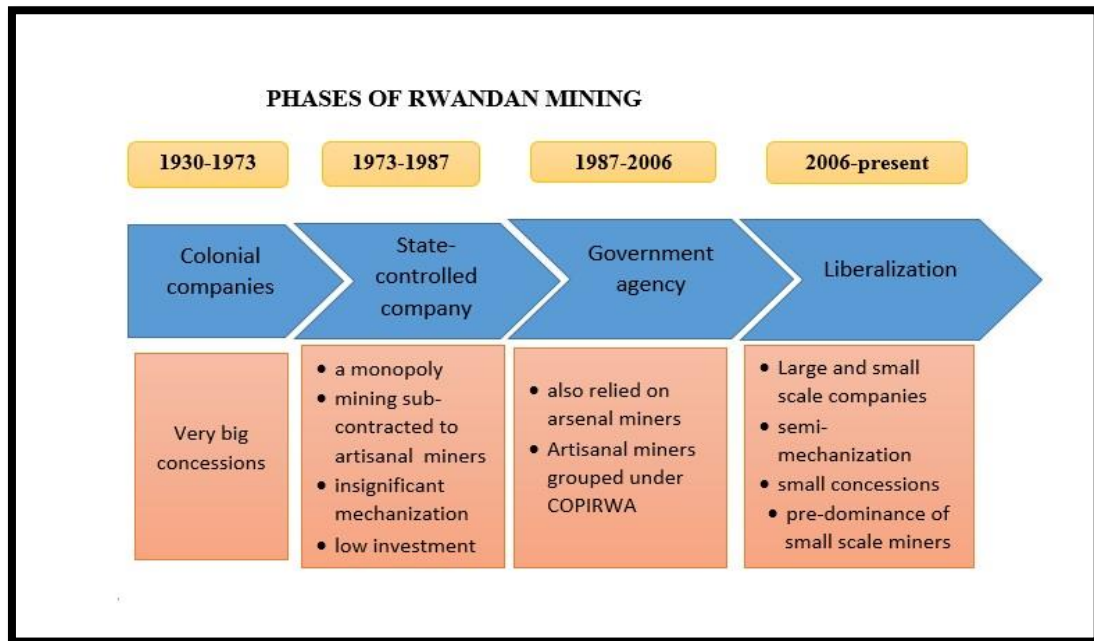 PHASES OF RWANDAN MINING
1930-1973
1973-1987
1987-2006
2006-present
Colonial
companies
State-
controlled
company
Government
agency
Liberalization
Very big
concessions
• a monopoly
• mining sub-
contracted to
artisanal miners
• insignificant
mechanization
• low investment
• also relied on
arsenal miners
• Artisanal miners
grouped under
COPIRWA
• Large and small
scale companies
• semi-
mechanization
• small concessions
• pre-dominance of
small scale miners